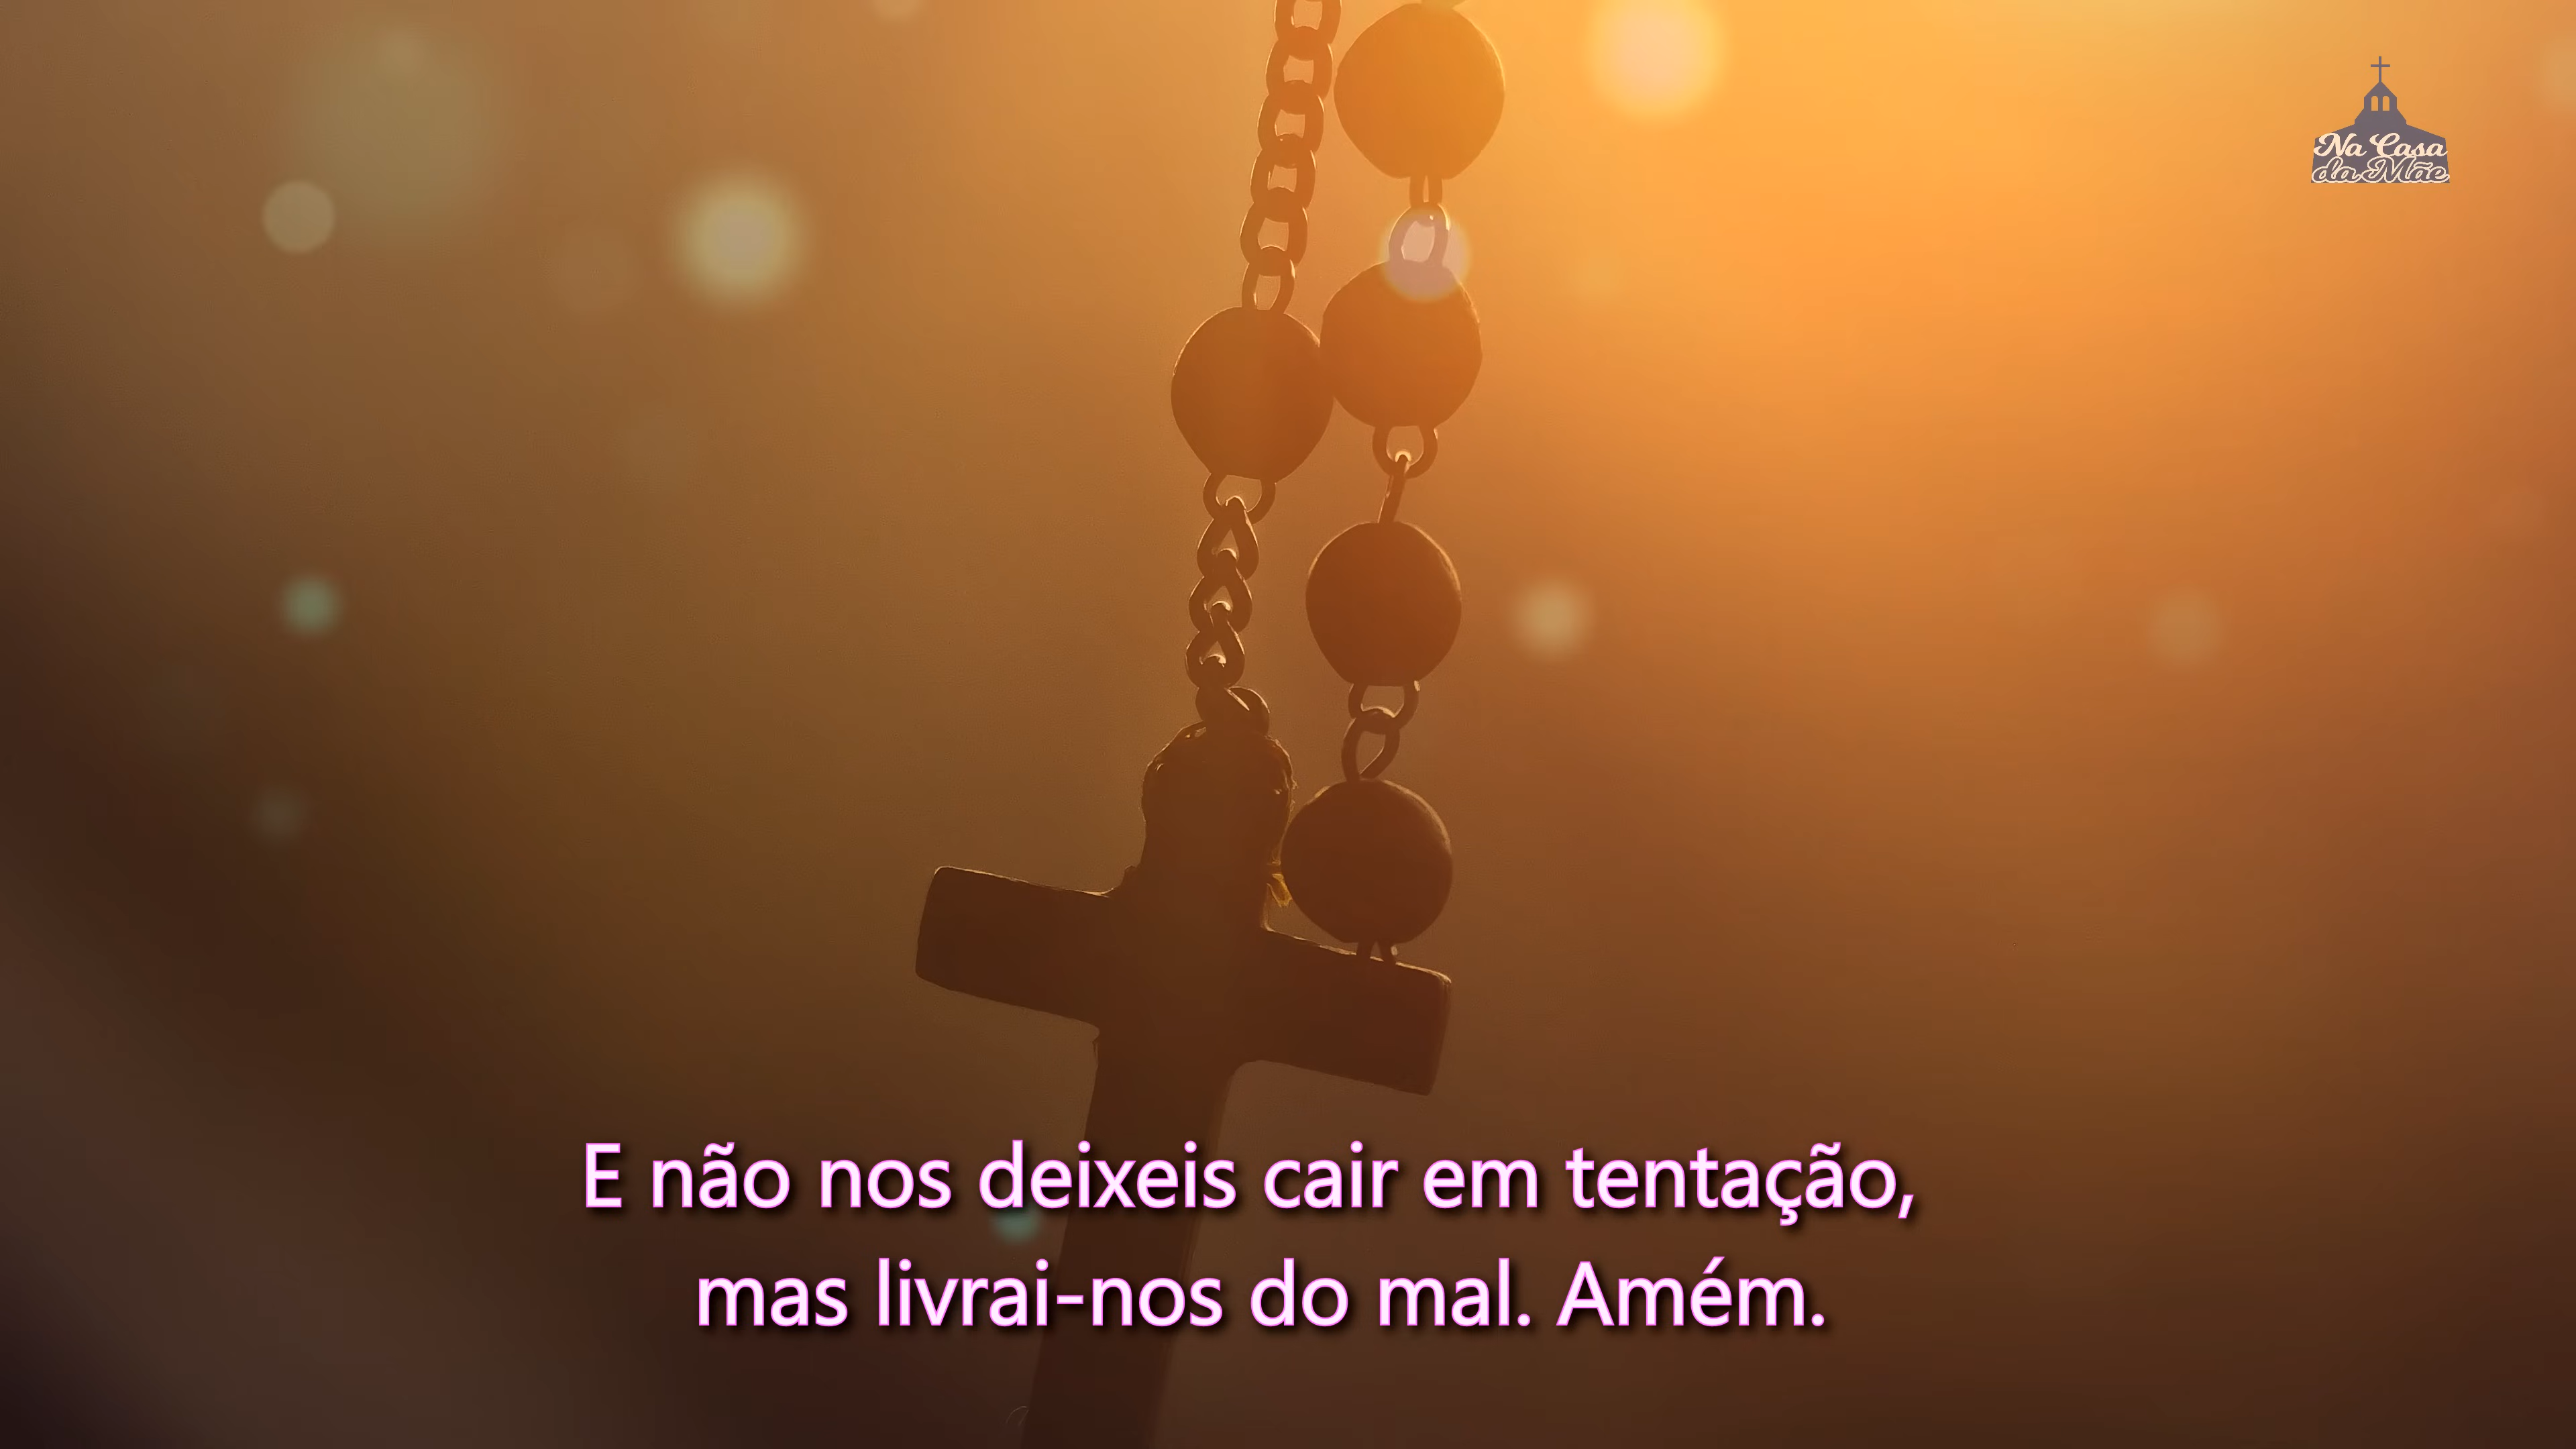 Na Casa
da Mãe
E não nos deixeis cair em tentação,
mas livrai-nos do mal. Amém.